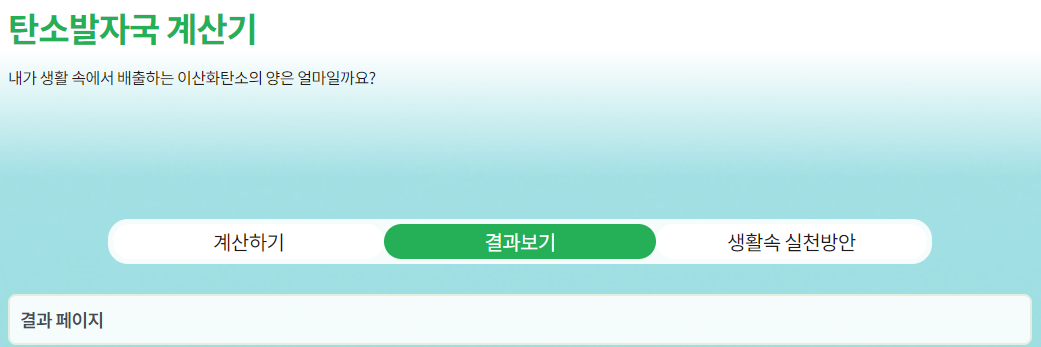 탄소발자국 계산기
내가 생활 속에서 배출하는 이산화탄소의 양은 얼마일까요?
계산하기 결과보기 생활속 실천방안
결과 페이지